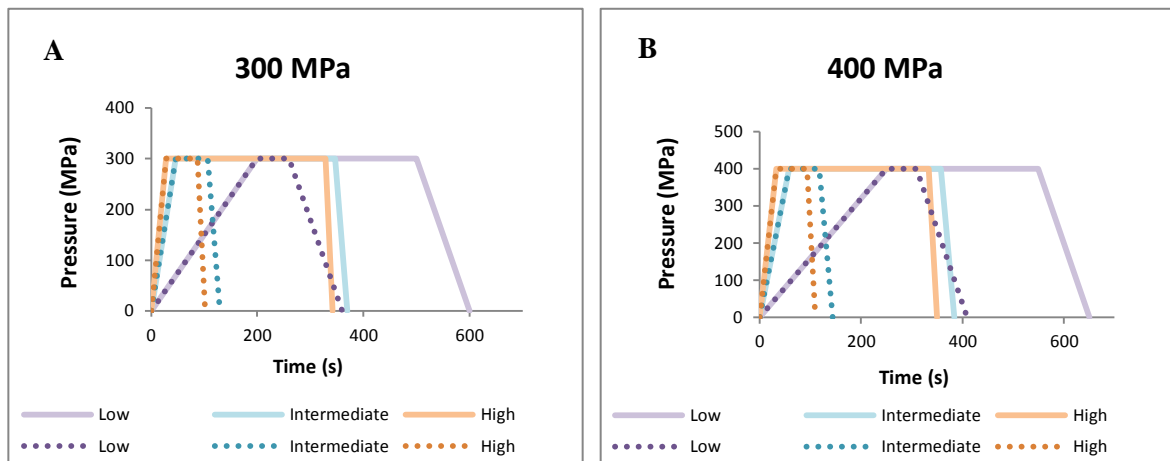 A
300 MPa
400
300
200
100
0
0 200 400 600
Pressure (MPa)
Time (s)
Low Intermediate High
Low Intermediate High
B
400 MPa
500
400
300
200
100
0
0 200 400 600
Pressure (MPa)
Time (s)
Low Intermediate High
Low Intermediate High